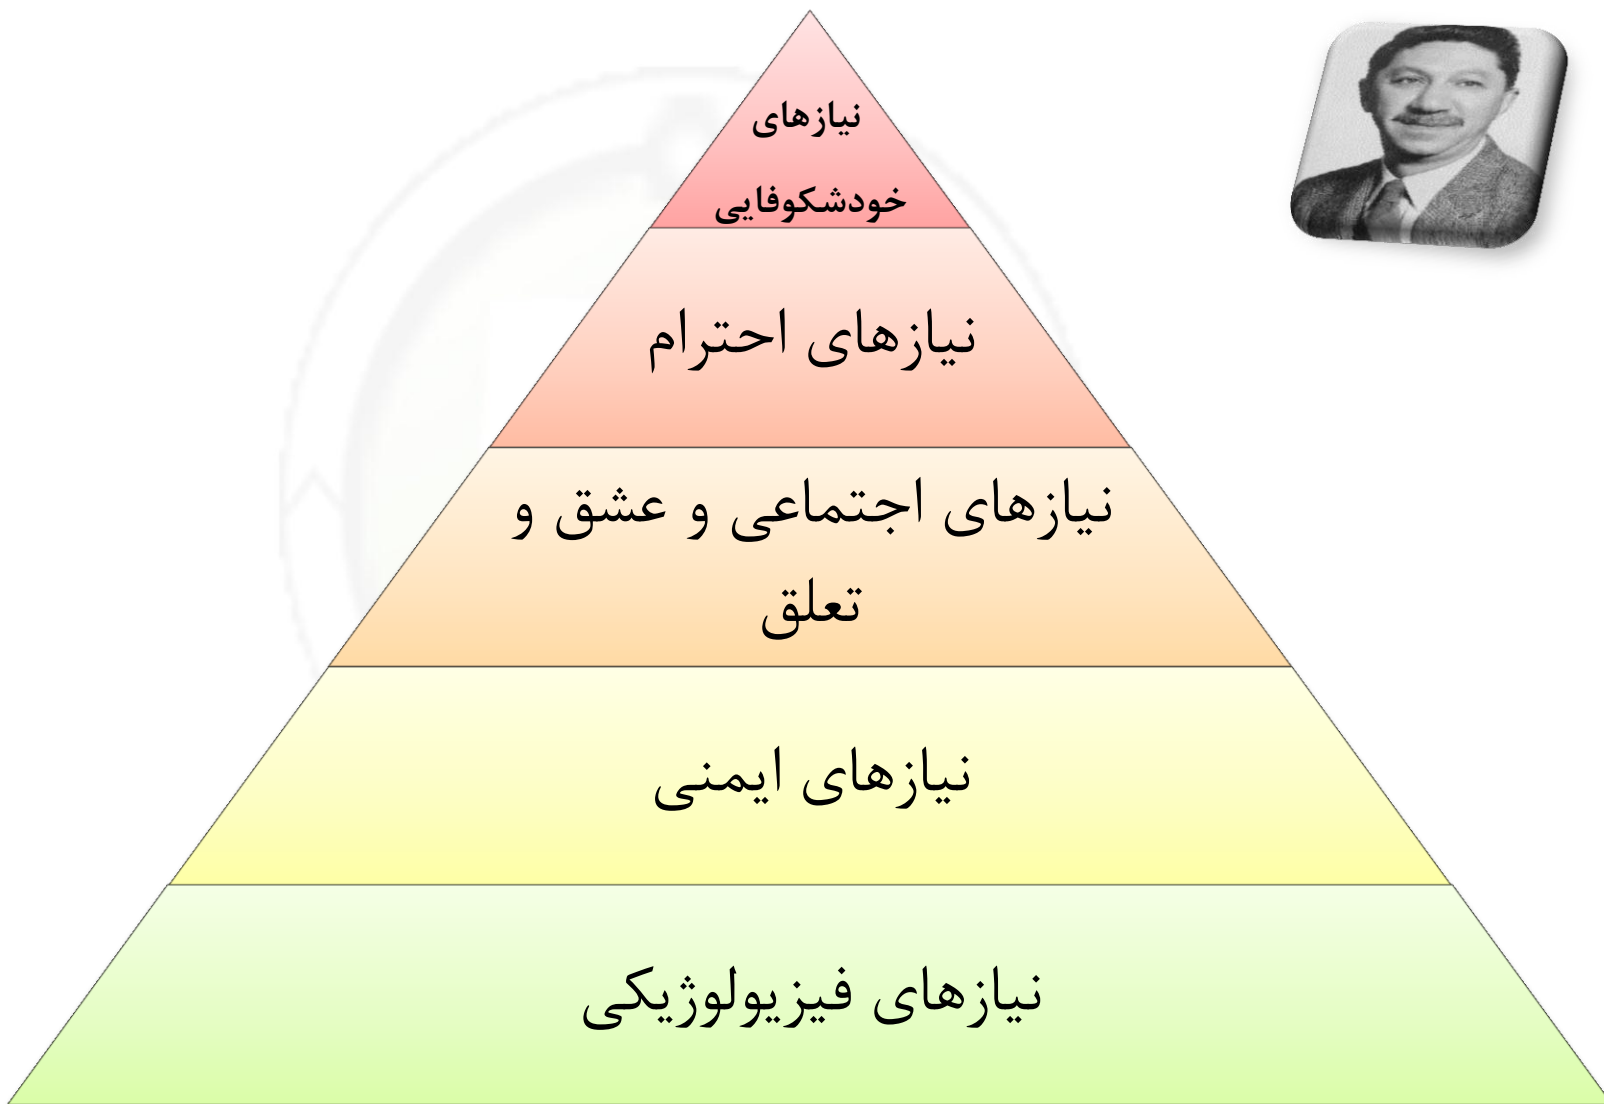 نیازهای
خودشکوفایی
نیازهای احترام
نیازهای اجتماعی و عشق و
تعلق
نیازهای ایمنی
نیازهای فیزیولوژیکی